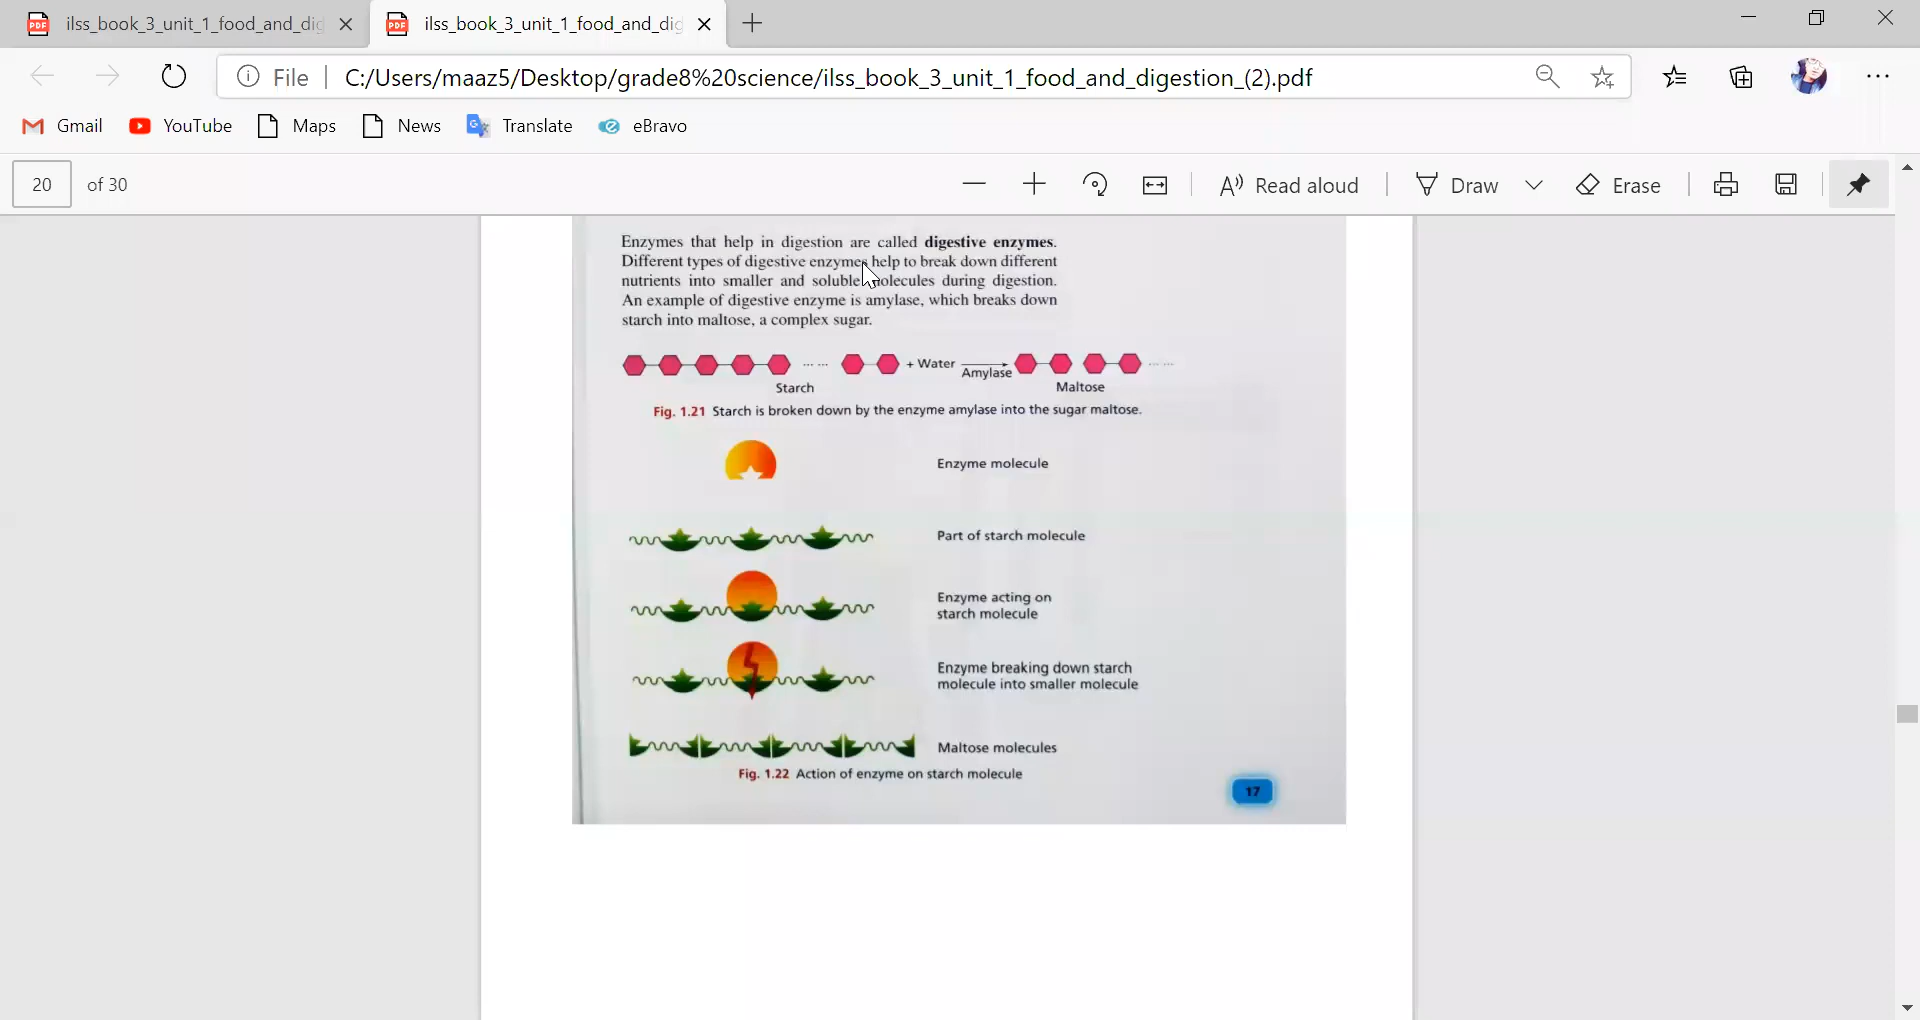 ilss_book_3_unit_1_food_and_dig
ilss_book_3_unit_1_food_and_dig
File
C:/Users/maaz5/Desktop/grade8%20science/ilss_book_3_unit_1_food_and_digestion_(2).pdf
Gmail
YouTube
Maps
News
Translate
eBravo
20 of 30
Read aloud
Draw
Erase
Enzymes that help in digestion are called digestive enzymes.
Different types of digestive enzymes help to break down different
nutrients into smaller and soluble molecules during digestion.
An example of digestive enzyme is amylase, which breaks down
starch into maltose, a complex sugar.
+ Water
Amylase
Starch
Maltose
Fig. 1.21 Starch is broken down by the enzyme amylase into the sugar maltose.
Enzyme molecule
Part of starch molecule
Enzyme acting on
starch molecule
Enzyme breaking down starch
molecule into smaller molecule
Maltose molecules
Fig. 1.22 Action of enzyme on starch molecule
17